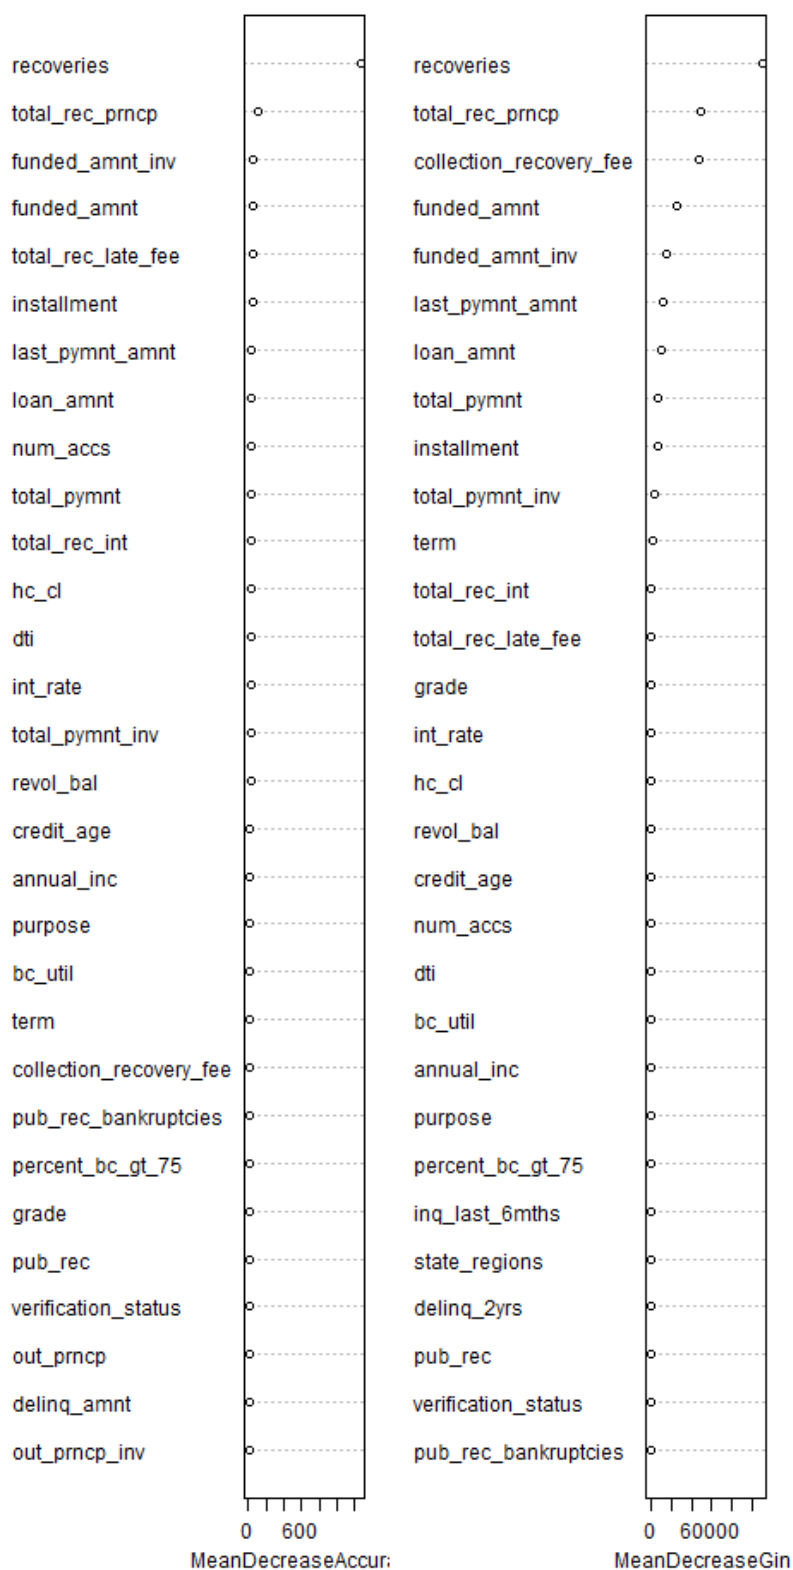 recoveries
total_rec_prncp
funded_amnt_inv
funded_amnt
total_rec_late_fee
installment
last_pymnt_amnt
loan_amnt
num_accs
total_pymnt
total_rec_int
hc_cl
dti
int_rate
total_pymnt_inv
revol_bal
credit_age
annual_inc
purpose
bc_util
term
collection_recovery_fee
pub_rec_bankruptcies
percent_bc_gt_75
grade
pub_rec
verification_status
out_prncp
delinq_amnt
out_prncp_inv
0 600
MeanDecreaseAccura
recoveries
total_rec_prncp
collection_recovery_fee
funded_amnt
funded_amnt_inv
last_pymnt_amnt
loan_amnt
total_pymnt
installment
total_pymnt_inv
term
total_rec_int
total_rec_late_fee
grade
int_rate
hc_cl
revol_bal
credit_age
num_accs
dti
bc_util
annual_inc
purpose
percent_bc_gt_75
inq_last_6mths
state_regions
delinq_2yrs
pub_rec
verification_status
pub_rec_bankruptcies
0 60000
MeanDecreaseGin